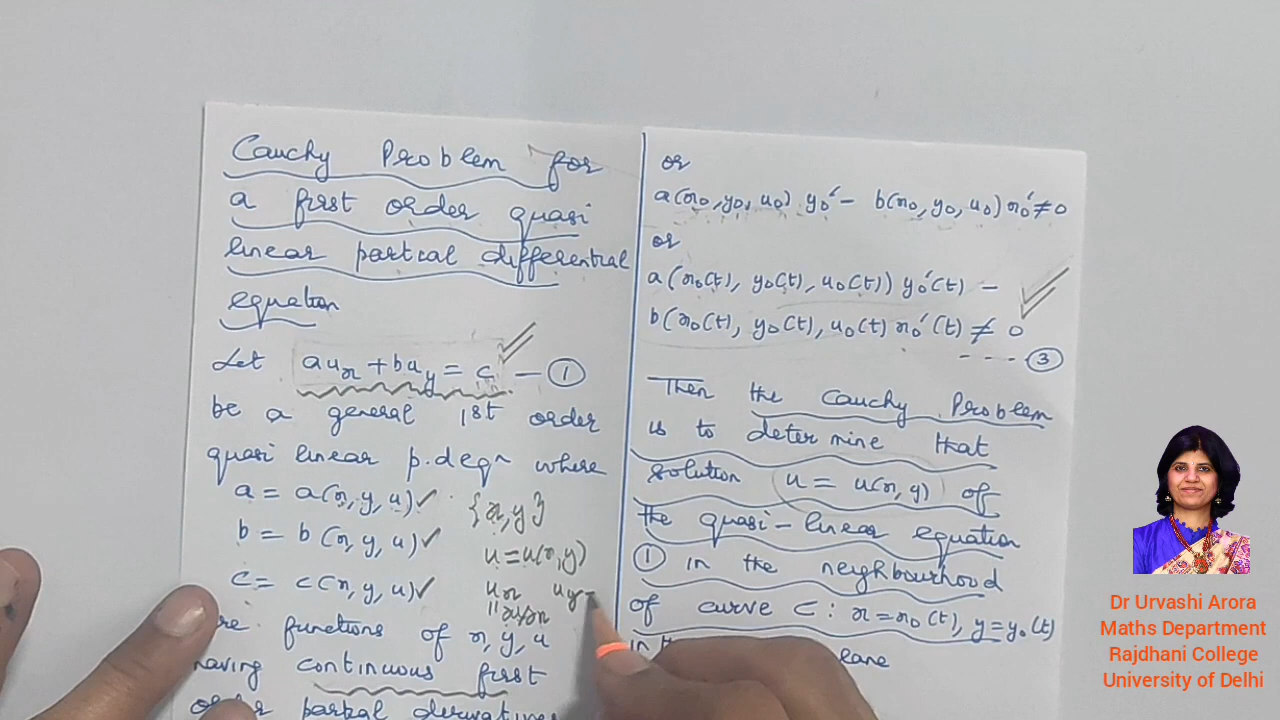 Cauchy Problem for
a first order quasi
linear partial differential
equation
Let au_x + bu_y = c — ①
be a general 1st order
quasi linear p.deqn where
a = a(x, y, u) ✓
b = b(x, y, u) ✓
c = c(x, y, u) ✓
{x, y}
u = u(x, y)
u_x u_y =
"∂u/∂x
functions of x, y, u
having continuous first
order partial derivatives
or
a(x0, y0, u0) y0' - b(x0, y0, u0) x0' ≠ 0
or
a(x0(t), y0(t), u0(t)) y0'(t) -
b(x0(t), y0(t), u0(t) x0'(t) ≠ 0
---- ③
Then the Cauchy Problem
is to determine that
solution u = u(x, y) of
the quasi-linear equation
① in the neighbourhood
of curve C: x = x0(t), y = y0(t)
in
Dr Urvashi Arora
Maths Department
Rajdhani College
University of Delhi